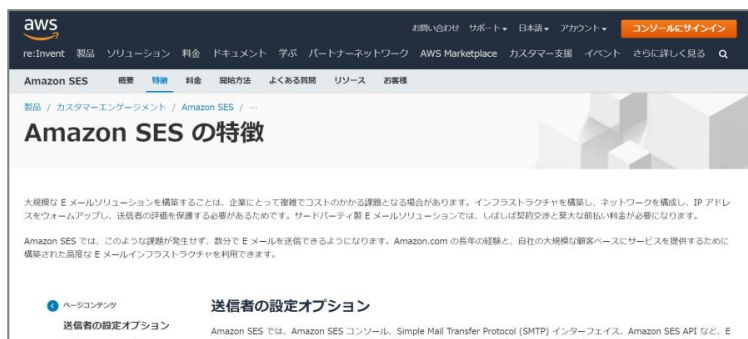 aws
お問い合わせ サポート 日本語 アカウント コンソールにサインイン
re:Invent 製品 ソリューション 料金 ドキュメント 学ぶ パートナーネットワーク AWS Marketplace カスタマー支援 イベント さらに詳しく見る
Amazon SES 概要 特徴 料金 開始方法 よくある質問 リソース お客様
製品 / カスタマーエンゲージメント / Amazon SES / ...
Amazon SES の特徴
大規模な E メールソリューションを構築することは、企業にとって複雑でコストのかかる課題となる場合があります。インフラストラクチャを構築し、ネットワークを構成し、IP アドレ
スをウォームアップし、送信者の評価を保護する必要があるためです。サードパーティ製 E メールソリューションでは、しばしば契約交渉と莫大な前払い料金が必要になります。
Amazon SES では、このような課題が発生せず、数分で E メールを送信できるようになります。Amazon.com の長年の経験と、自社の大規模な顧客ベースにサービスを提供するために
構築された高度な E メールインフラストラクチャを利用できます。
ページコンテンツ
送信者の設定オプション
送信者の設定オプション
Amazon SES では、Amazon SES コンソール、Simple Mail Transfer Protocol (SMTP) インターフェイス、Amazon SES API など、E